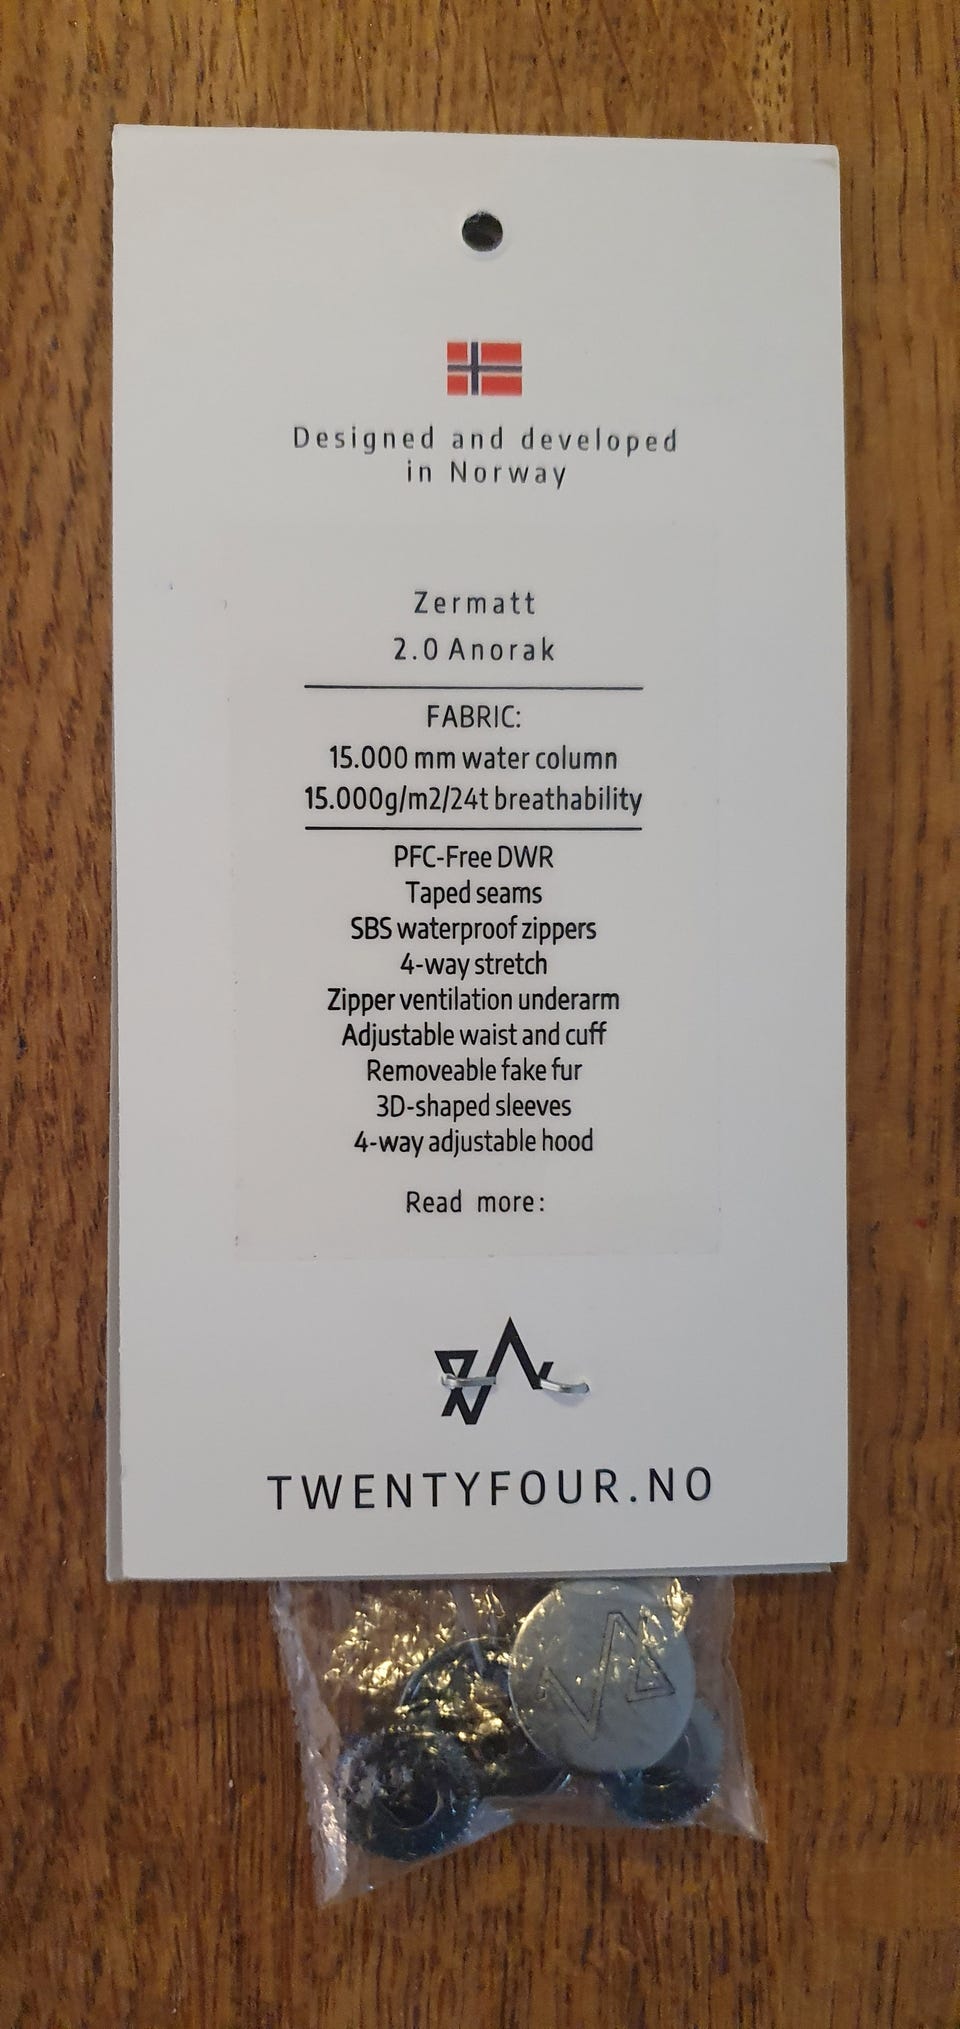 Designed and developed
in Norway
Zermatt
2.0 Anorak
FABRIC:
15.000 mm water column
15.000g/m2/24t breathability
PFC-Free DWR
Taped seams
SBS waterproof zippers
4-way stretch
Zipper ventilation underarm
Adjustable waist and cuff
Removeable fake fur
3D-shaped sleeves
4-way adjustable hood
Read more:
TWENTYFOUR.NO